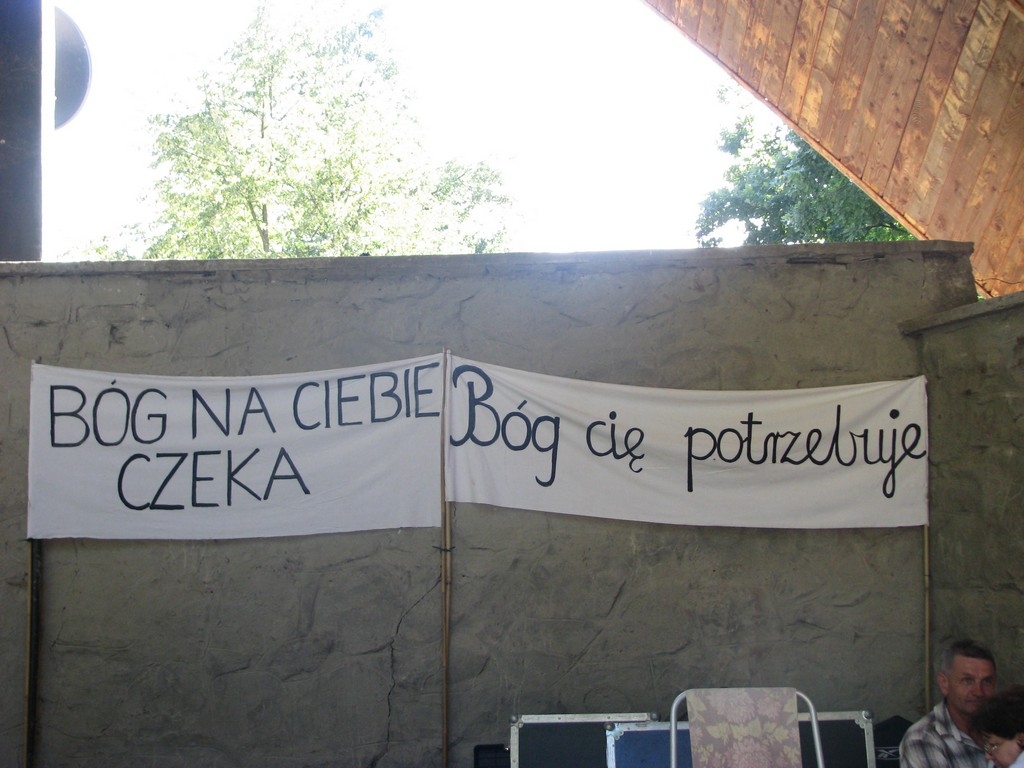 BÓG NA CIEBIE
CZEKA
Bóg cię potrzebuje